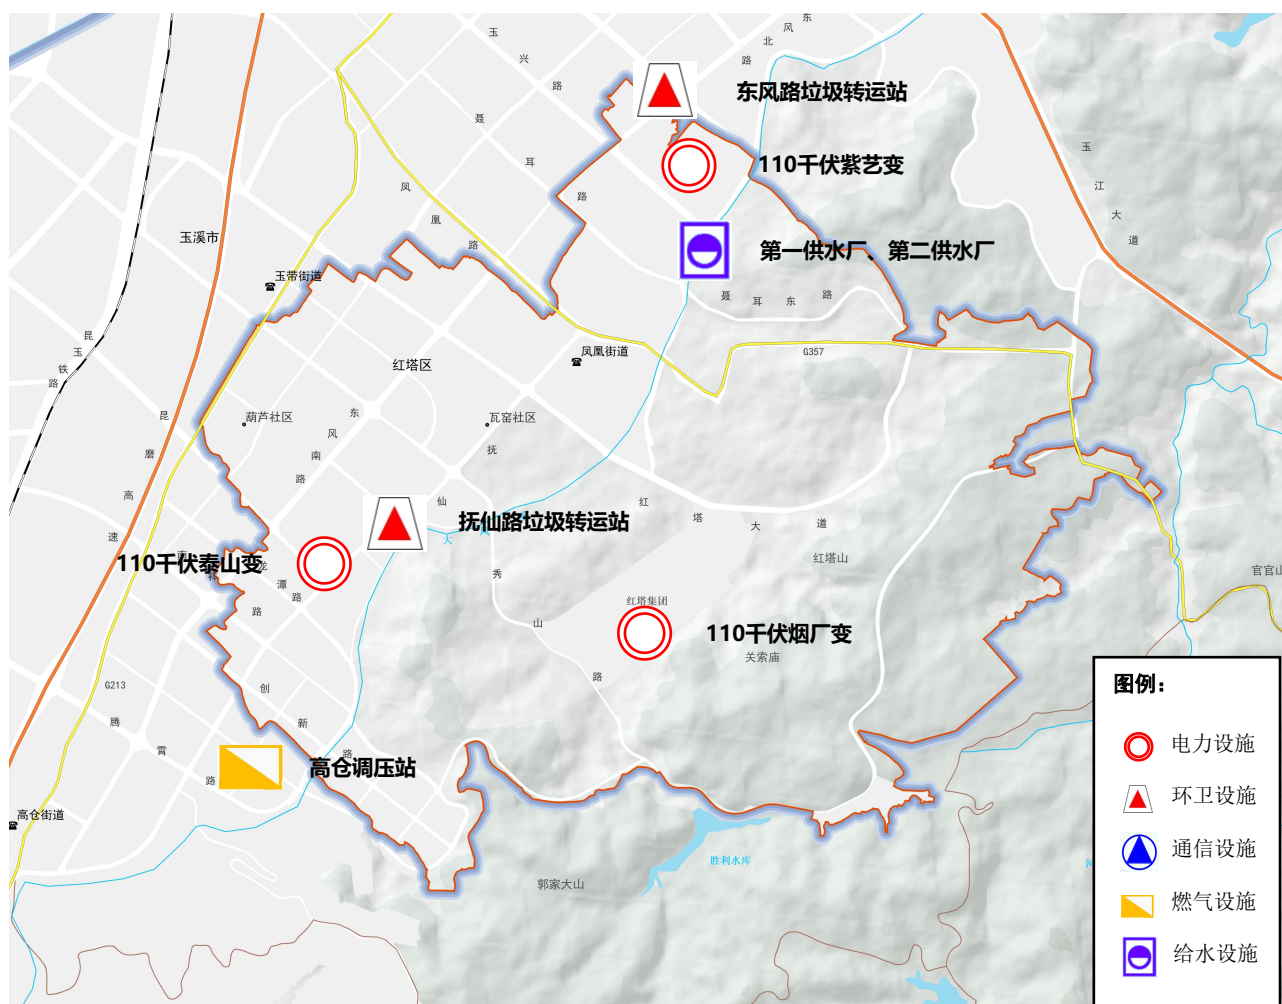 东风北路
玉兴路
聂耳路
东风路垃圾转运站
110千伏紫艺变
玉江大道
凤凰路
玉溪市
第一供水厂、第二供水厂
玉带街道
聂耳东路
昆玉铁路
凤凰街道
G357
红塔区
葫芦社区
东风南路
瓦窑社区
昆磨高速
抚仙
红塔大道
抚仙路垃圾转运站
大
110千伏泰山变
龙潭路
秀山路
红塔山
官官山
红塔集团
110千伏烟厂变
关索庙
G213
创新路
腾霄路
高仓调压站
高仓街道
胜利水库
郭家大山
图例：
电力设施
环卫设施
通信设施
燃气设施
给水设施